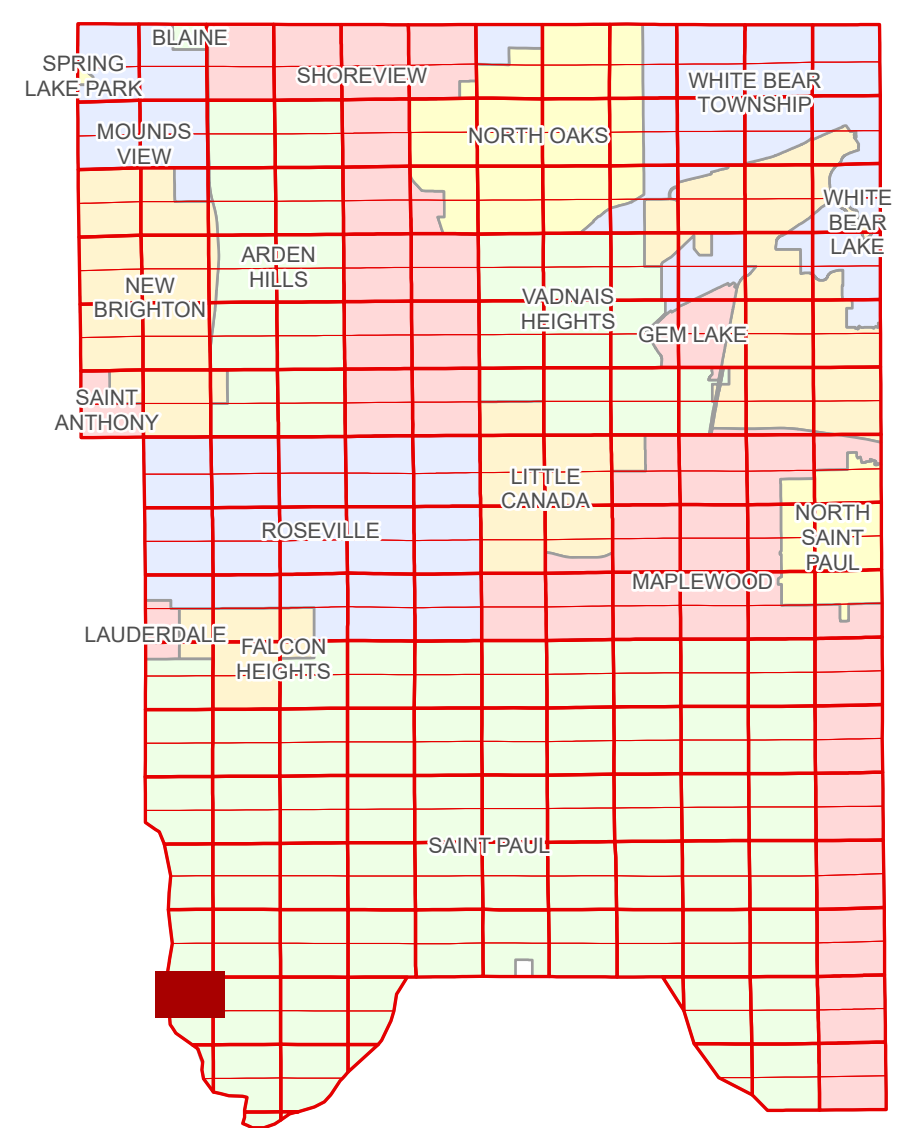 BLAINE
SPRING
LAKE PARK
SHOREVIEW
WHITE BEAR
TOWNSHIP
MOUNDS
VIEW
NORTH OAKS
WHITE
BEAR
LAKE
ARDEN
HILLS
NEW
BRIGHTON
VADNAIS
HEIGHTS
GEM LAKE
SAINT
ANTHONY
LITTLE
CANADA
NORTH
SAINT
PAUL
ROSEVILLE
MAPLEWOOD
LAUDERDALE
FALCON
HEIGHTS
SAINT PAUL